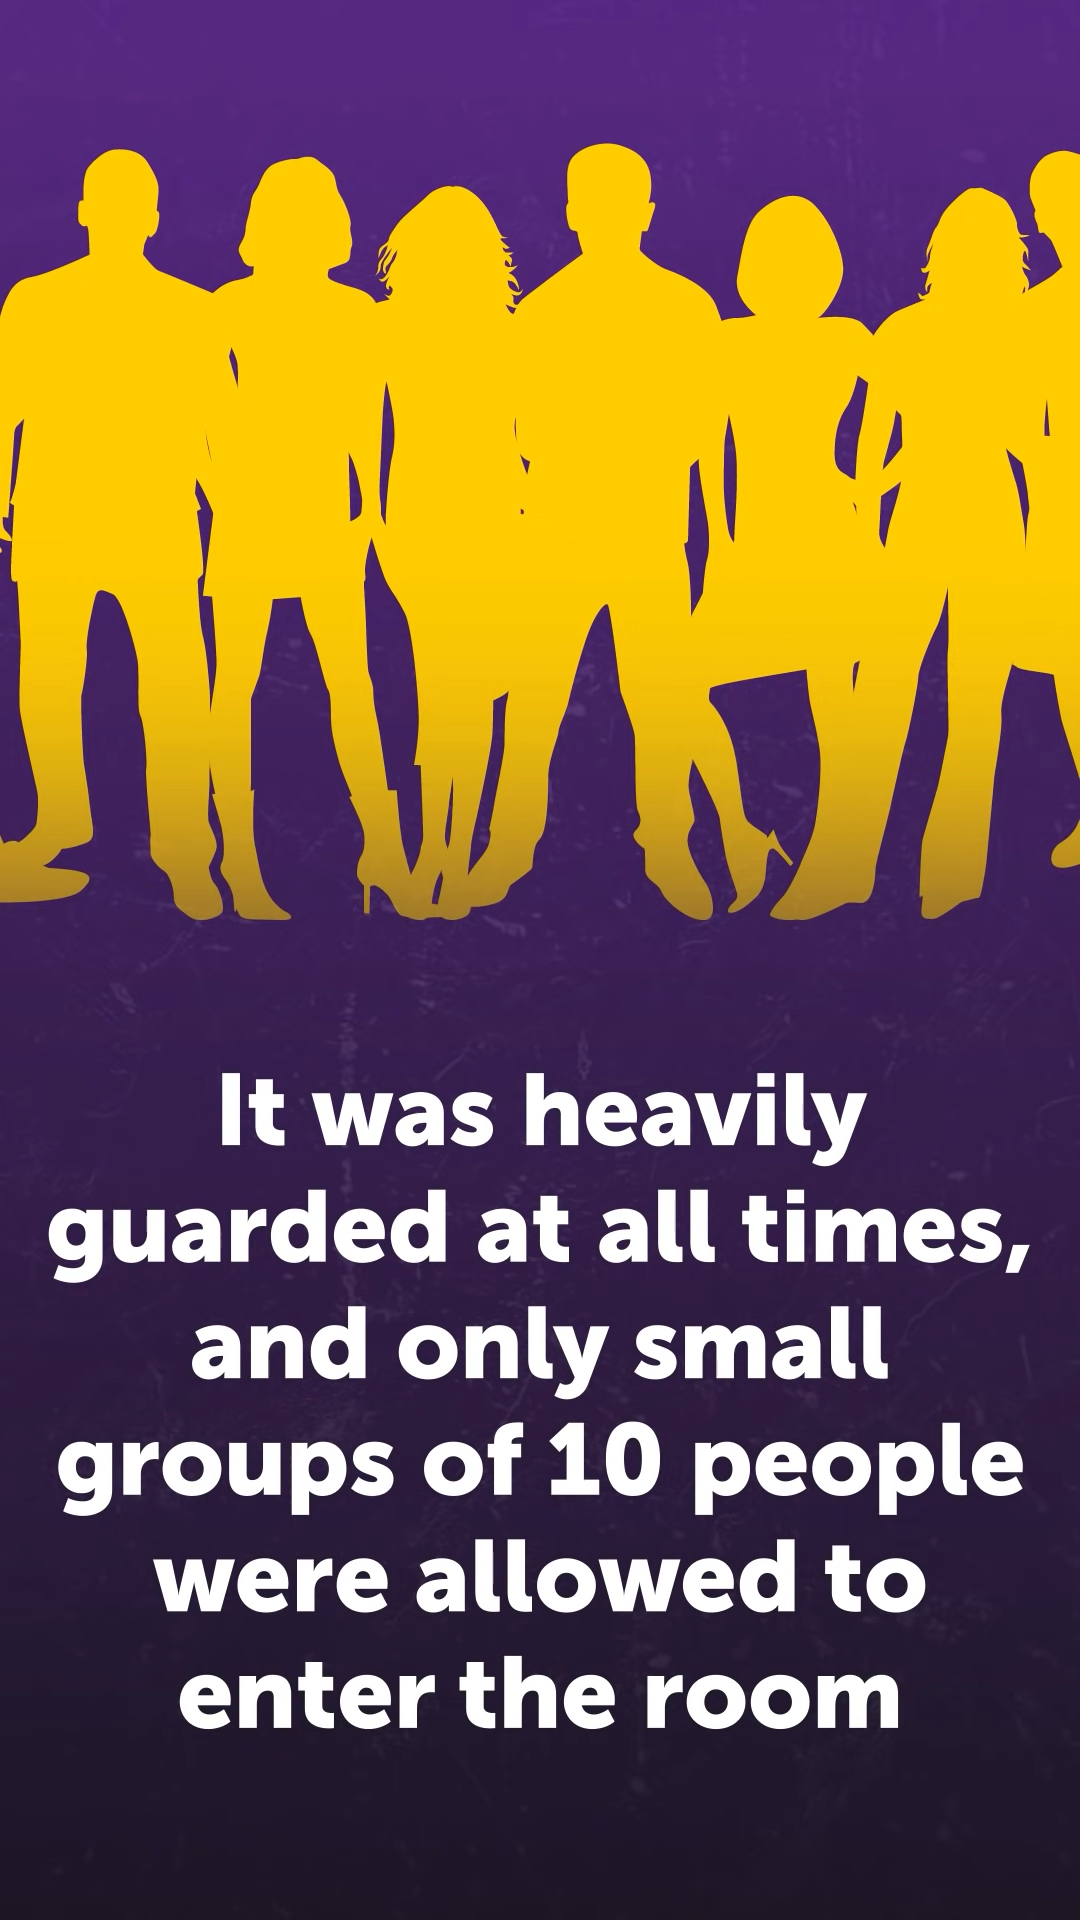 It was heavily
guarded at all times,
and only small
groups of 10 people
were allowed to
enter the room